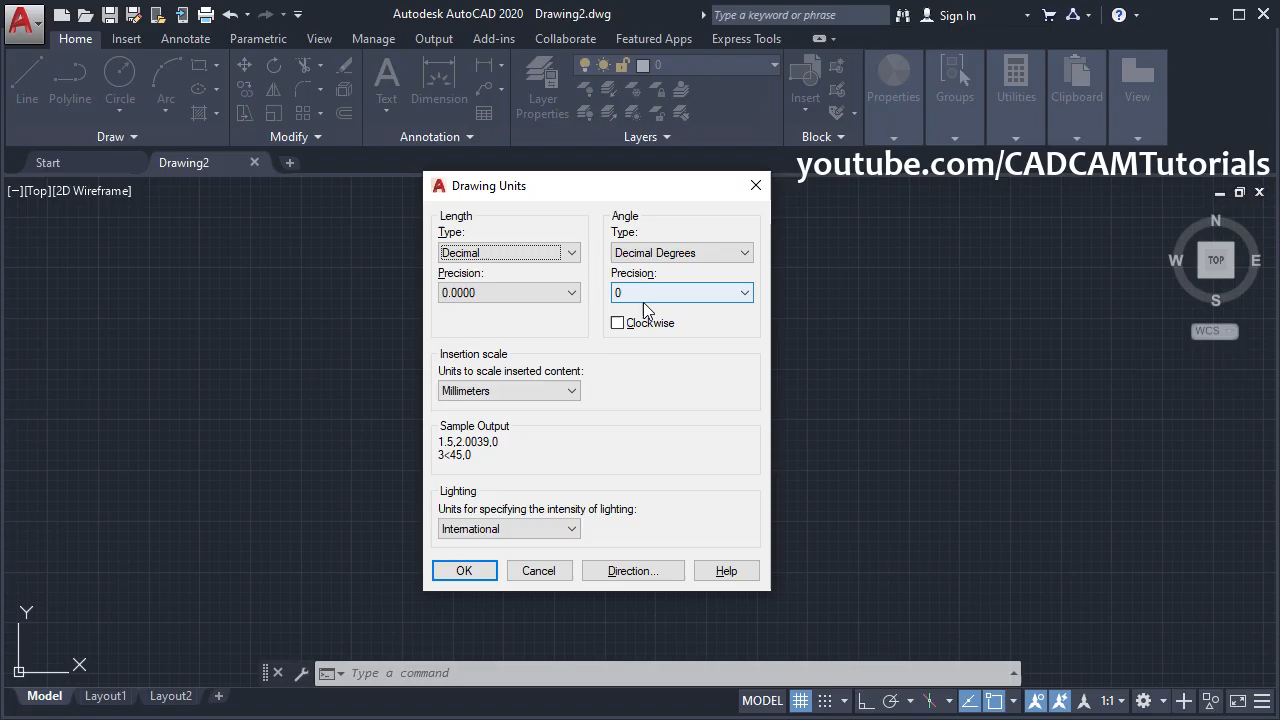 Autodesk AutoCAD 2020 Drawing2.dwg
Type a keyword or phrase
Sign In
Home Insert Annotate Parametric View Manage Output Add-ins Collaborate Featured Apps Express Tools
Line Polyline Circle Arc
Text Dimension
Layer Properties
0
Insert
Properties Groups Utilities Clipboard View
Draw Modify Annotation Layers Block
Start Drawing2
youtube.com/CADCAMTutorials
[−][Top][2D Wireframe]
Drawing Units
Length
Type:
Decimal
Precision:
0.0000
Angle
Type:
Decimal Degrees
Precision:
0
Clockwise
Insertion scale
Units to scale inserted content:
Millimeters
Sample Output
1.5,2.0039,0
3<45,0
Lighting
Units for specifying the intensity of lighting:
International
OK Cancel Direction... Help
N
W TOP E
S
WCS
Y
X
Type a command
Model Layout1 Layout2
MODEL 1:1